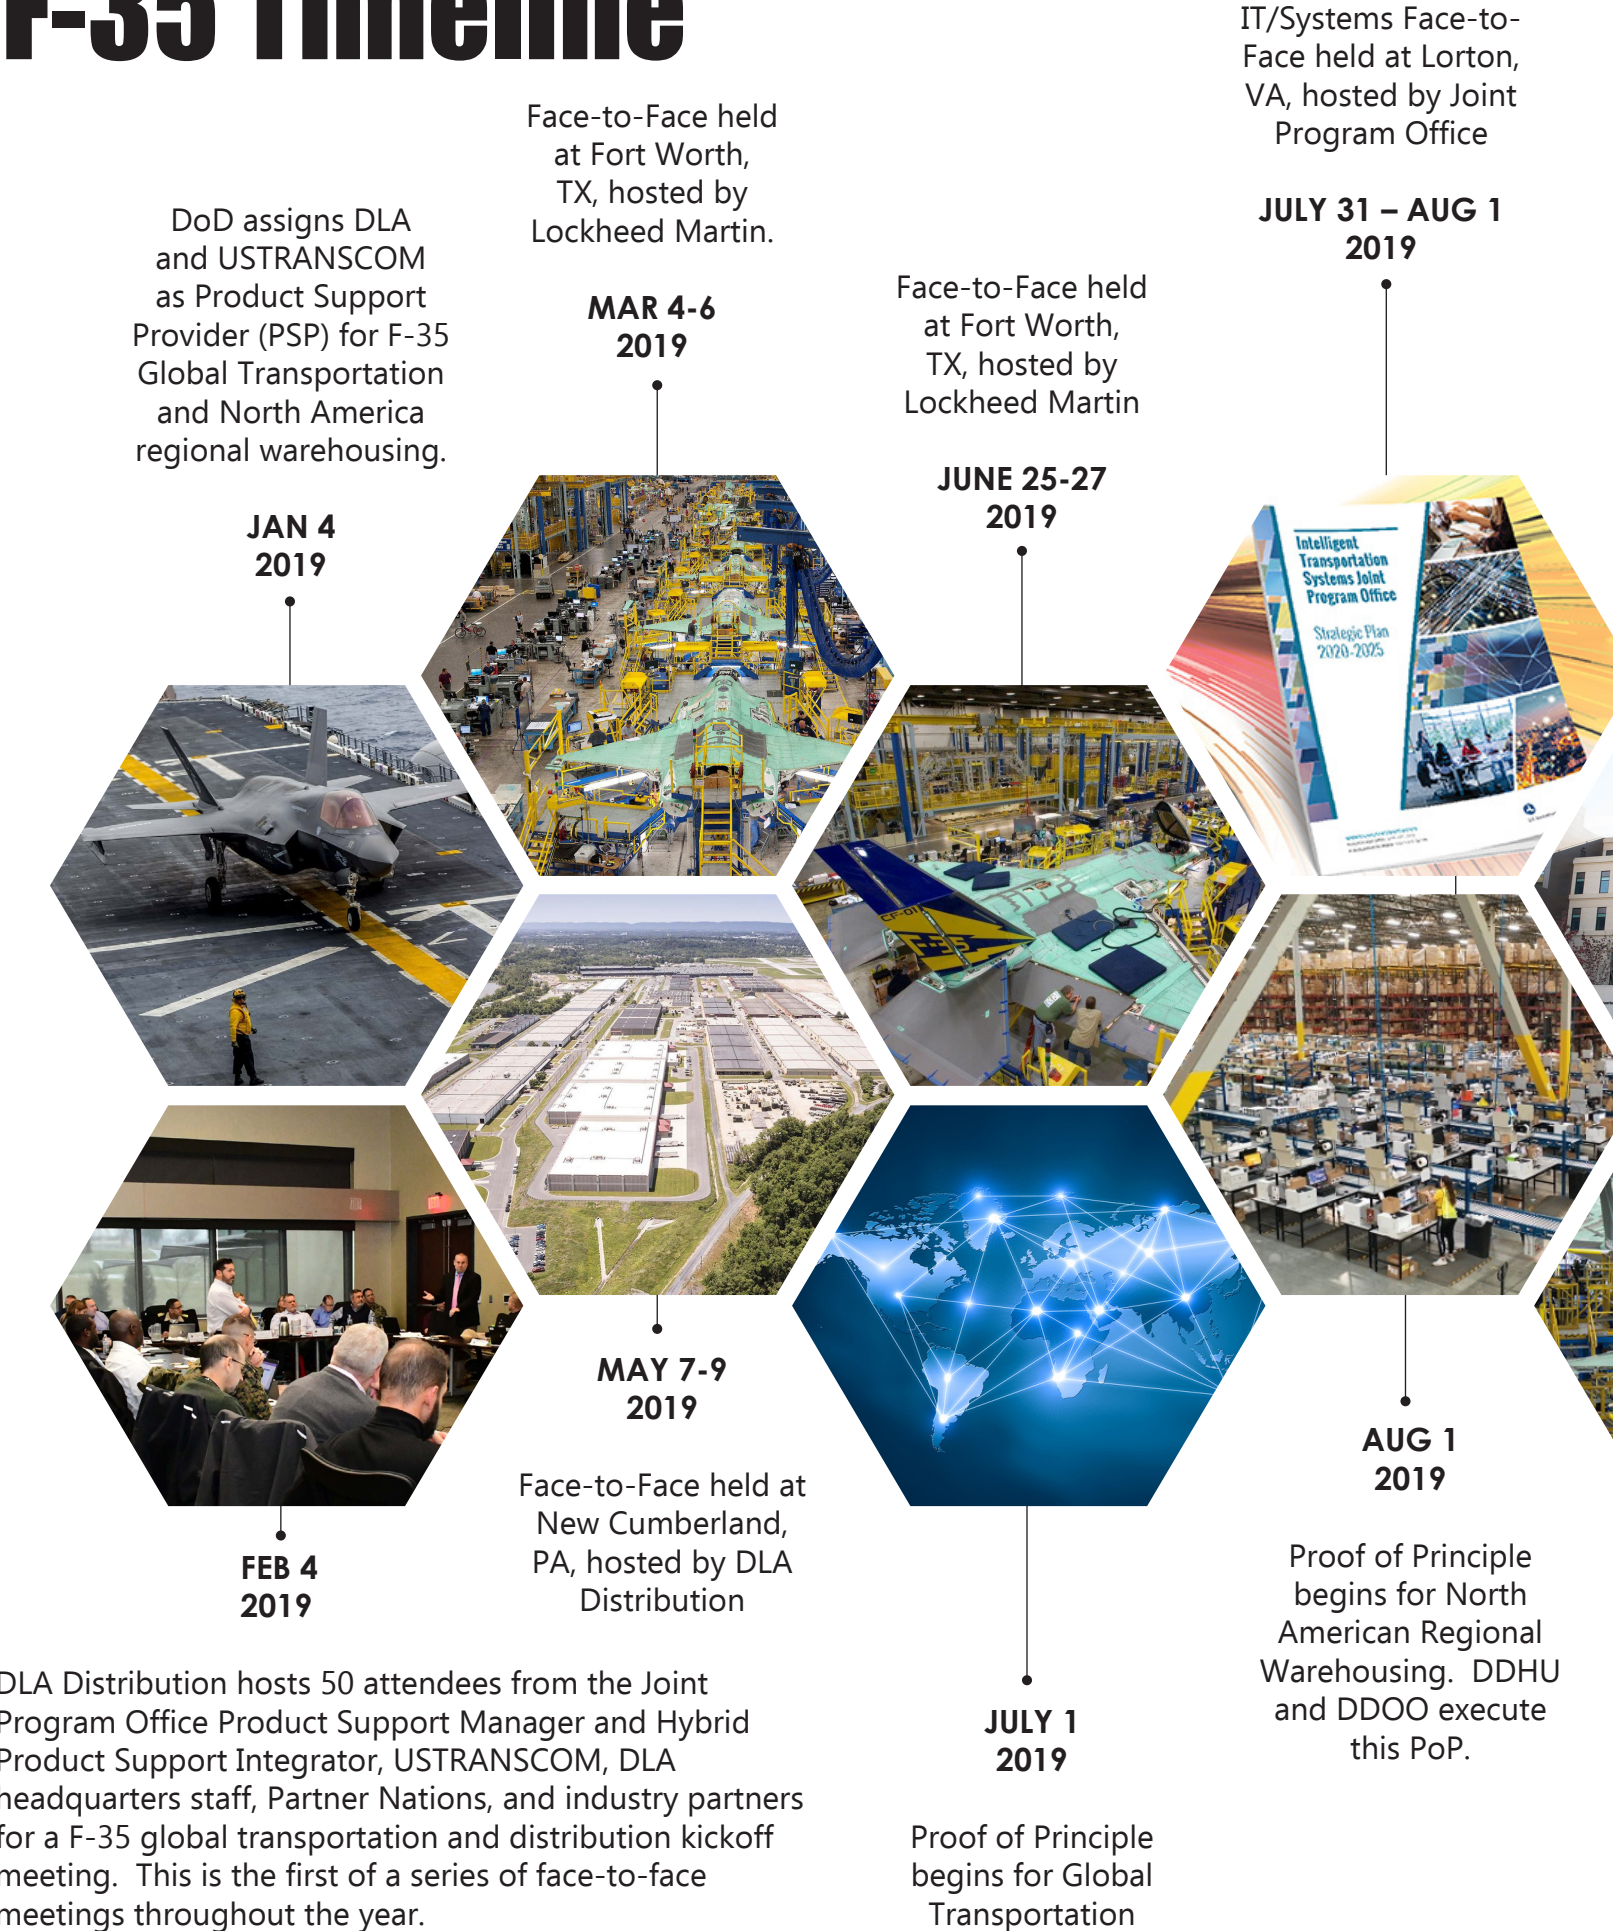 F-35 Timeline
DoD assigns DLA
and USTRANSCOM
as Product Support
Provider (PSP) for F-35
Global Transportation
and North America
regional warehousing.
JAN 4
2019
FEB 4
2019
DLA Distribution hosts 50 attendees from the Joint
Program Office Product Support Manager and Hybrid
Product Support Integrator, USTRANSCOM, DLA
headquarters staff, Partner Nations, and industry partners
for a F-35 global transportation and distribution kickoff
meeting. This is the first of a series of face-to-face
meetings throughout the year.
Face-to-Face held
at Fort Worth,
TX, hosted by
Lockheed Martin.
MAR 4-6
2019
MAY 7-9
2019
Face-to-Face held at
New Cumberland,
PA, hosted by DLA
Distribution
Face-to-Face held
at Fort Worth,
TX, hosted by
Lockheed Martin
JUNE 25-27
2019
CF-01
F-35
JULY 1
2019
Proof of Principle
begins for Global
Transportation
IT/Systems Face-to-
Face held at Lorton,
VA, hosted by Joint
Program Office
JULY 31 – AUG 1
2019
Intelligent
Transportation
Systems Joint
Program Office
Strategic Plan
2020-2025
AUG 1
2019
Proof of Principle
begins for North
American Regional
Warehousing. DDHU
and DDOO execute
this PoP.